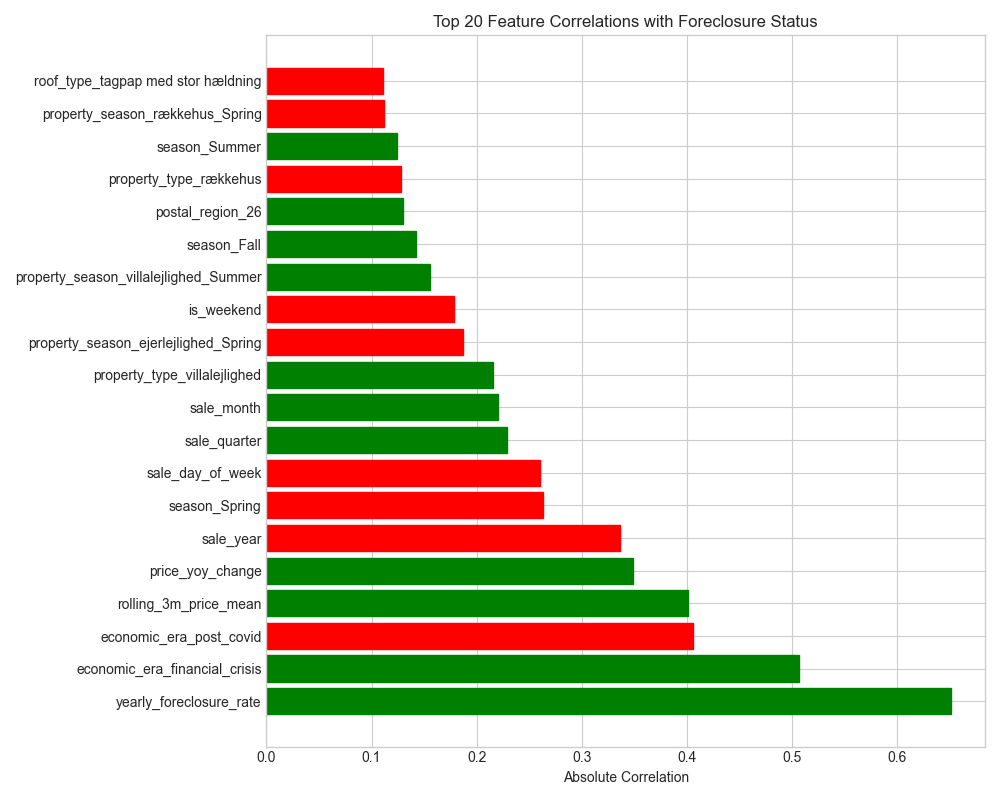 Top 20 Feature Correlations with Foreclosure Status
roof_type_tagpap med stor hældning
property_season_rækkehus_Spring
season_Summer
property_type_rækkehus
postal_region_26
season_Fall
property_season_villalejlighed_Summer
is_weekend
property_season_ejerlejlighed_Spring
property_type_villalejlighed
sale_month
sale_quarter
sale_day_of_week
season_Spring
sale_year
price_yoy_change
rolling_3m_price_mean
economic_era_post_covid
economic_era_financial_crisis
yearly_foreclosure_rate
0.0 0.1 0.2 0.3 0.4 0.5 0.6
Absolute Correlation